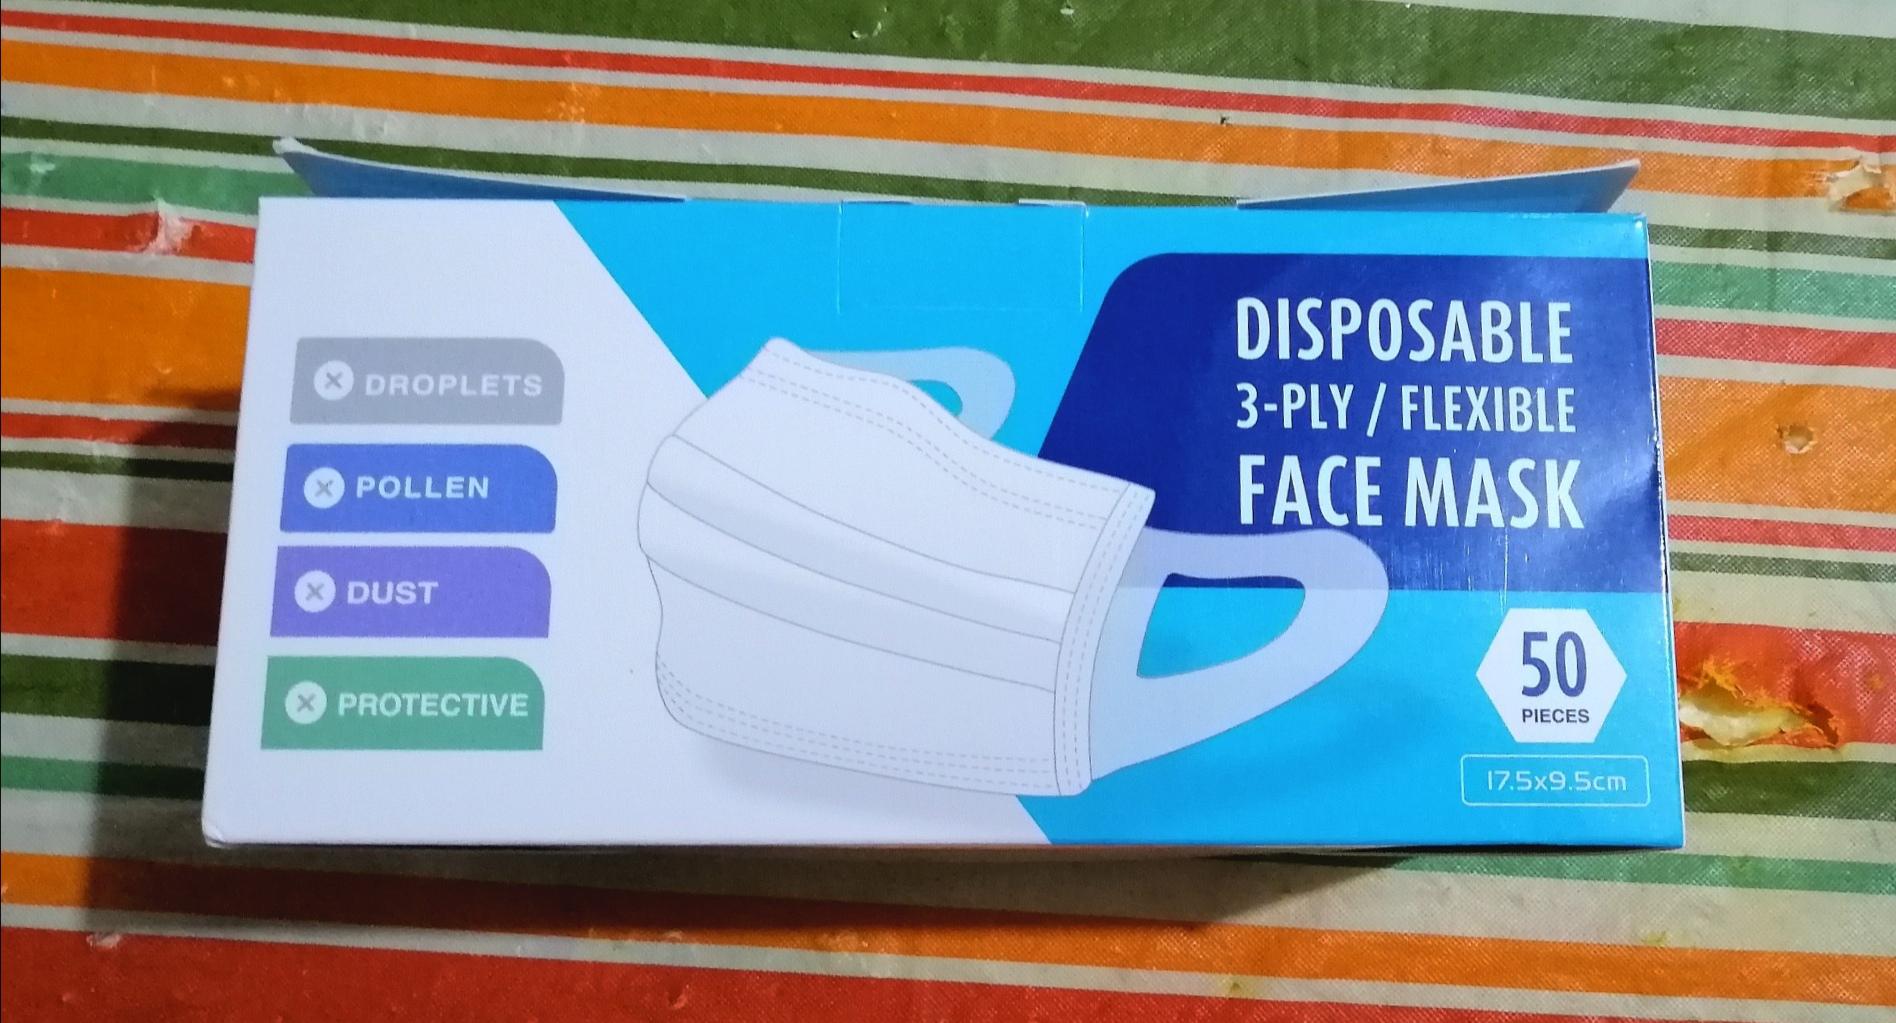 DROPLETS
POLLEN
DUST
PROTECTIVE
DISPOSABLE
3-PLY / FLEXIBLE
FACE MASK
50
PIECES
17.5x9.5cm